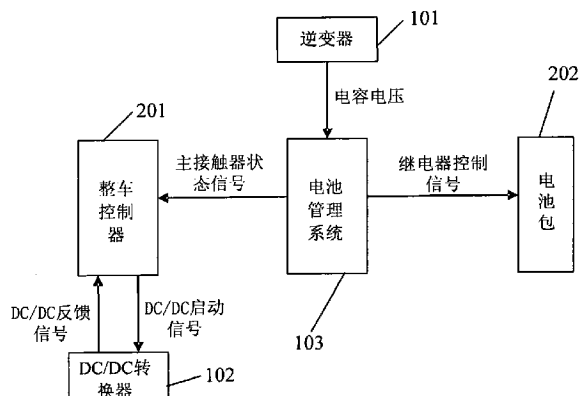 逆变器
101
电容电压
201
202
整车
控制
器
主接触器状
态信号
电池
管理
系统
继电器控制
信号
电
池
包
DC/DC反馈
信号
DC/DC启动
信号
103
DC/DC转
换器
102